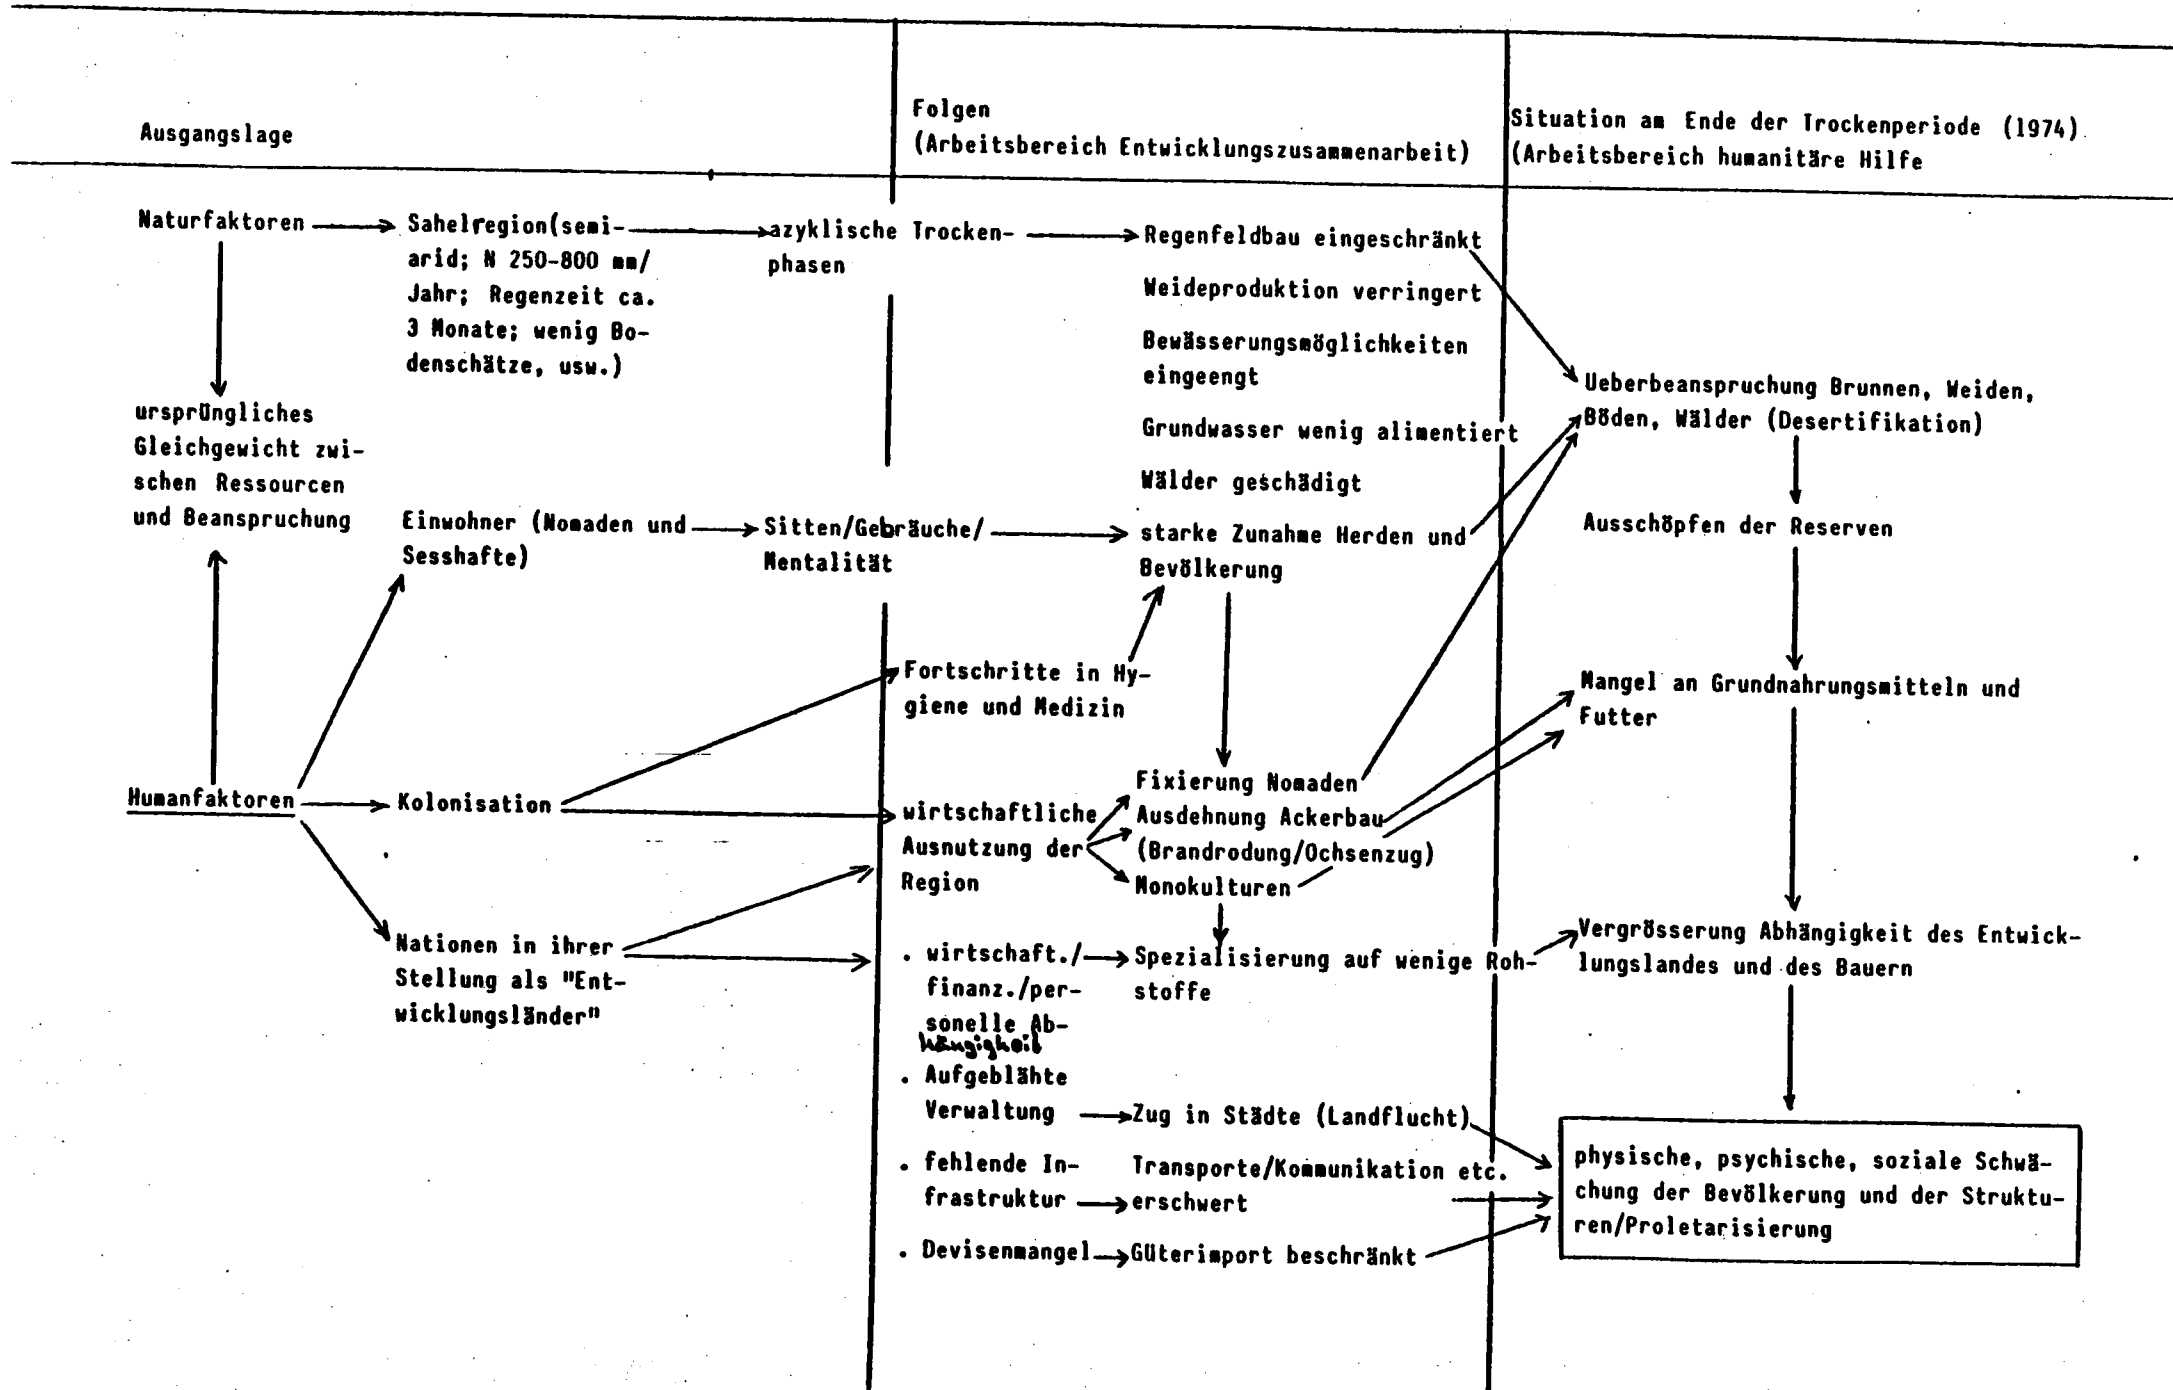 Ausgangslage
Folgen
(Arbeitsbereich Entwicklungszusammenarbeit)
Situation am Ende der Trockenperiode (1974)
(Arbeitsbereich humanitäre Hilfe
Naturfaktoren
Sahelregion(semi-
arid; N 250-800 mm/
Jahr; Regenzeit ca.
3 Monate; wenig Bo-
denschätze, usw.)
azyklische Trocken-
phasen
Regenfeldbau eingeschränkt
Weideproduktion verringert
Bewässerungsmöglichkeiten
eingeengt
Grundwasser wenig alimentiert
Wälder geschädigt
ursprüngliches
Gleichgewicht zwi-
schen Ressourcen
und Beanspruchung
Einwohner (Nomaden und
Sesshafte)
Sitten/Gebräuche/
Mentalität
starke Zunahme Herden und
Bevölkerung
Fortschritte in Hy-
giene und Medizin
Humanfaktoren
Kolonisation
wirtschaftliche
Ausnutzung der
Region
Fixierung Nomaden
Ausdehnung Ackerbau
(Brandrodung/Ochsenzug)
Monokulturen
Nationen in ihrer
Stellung als "Ent-
wicklungsländer"
. wirtschaft./
finanz./per-
sonelle Ab-
hängigkeit
Spezialisierung auf wenige Roh-
stoffe
. Aufgeblähte
Verwaltung
Zug in Städte (Landflucht)
. fehlende In-
frastruktur
Transporte/Kommunikation etc.
erschwert
. Devisenmangel
Güterimport beschränkt
Ueberbeanspruchung Brunnen, Weiden,
Böden, Wälder (Desertifikation)
Ausschöpfen der Reserven
Mangel an Grundnahrungsmitteln und
Futter
Vergrösserung Abhängigkeit des Entwick-
lungslandes und des Bauern
physische, psychische, soziale Schwä-
chung der Bevölkerung und der Struktu-
ren/Proletarisierung